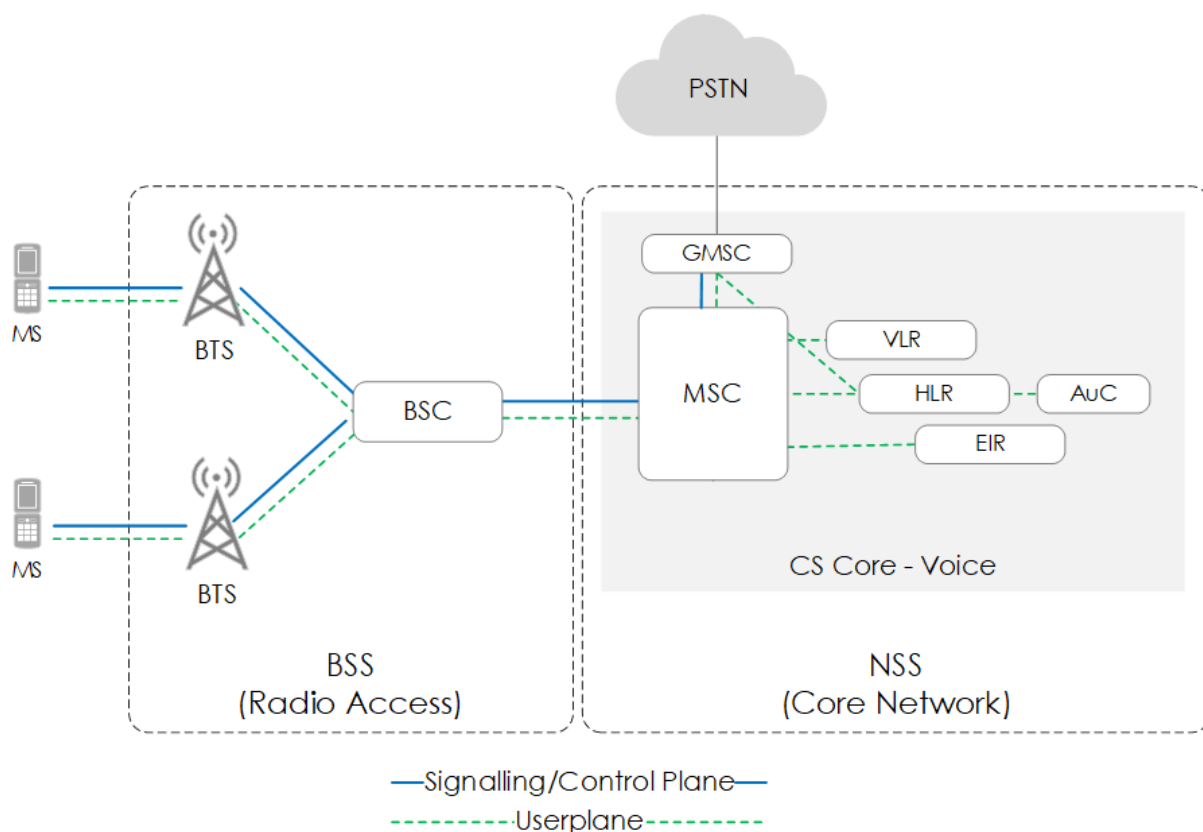 PSTN
GMSC
MS
BTS
VLR
MSC
HLR
AuC
BSC
EIR
MS
BTS
CS Core - Voice
BSS
(Radio Access)
NSS
(Core Network)
Signalling/Control Plane
Userplane